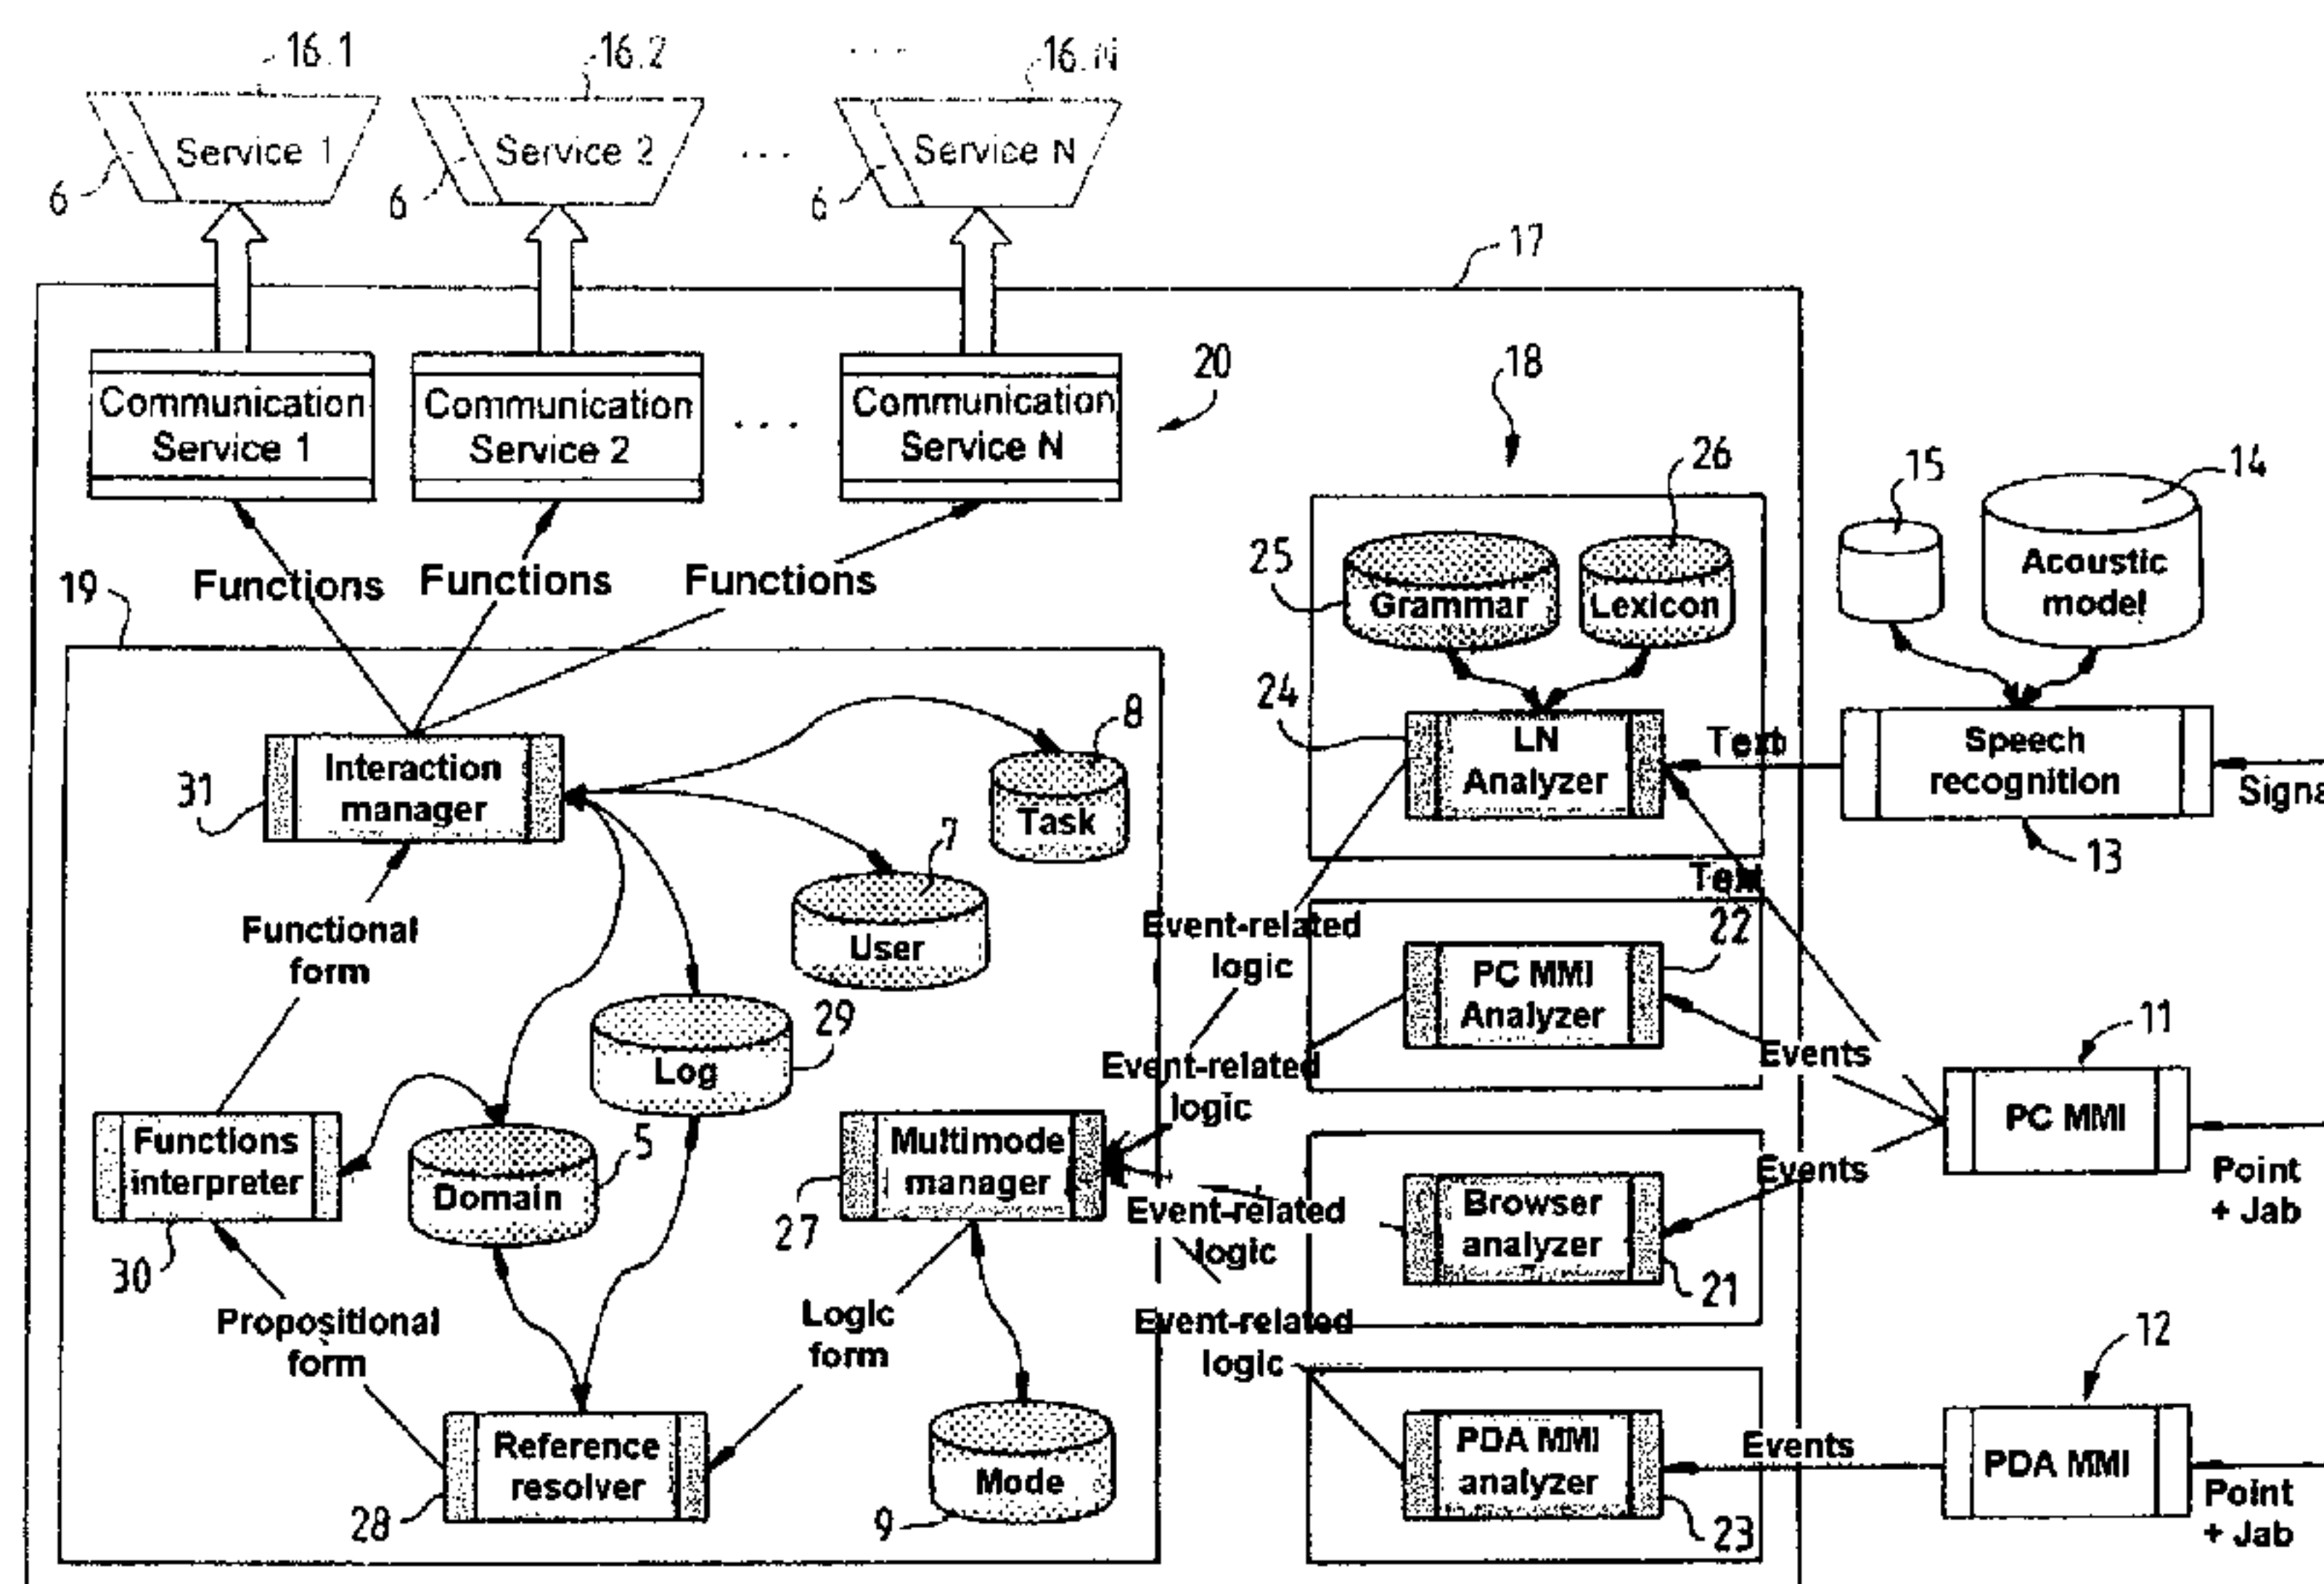 16.1
16.2
. . .
16.N
Service 1
Service 2
. . .
Service N
6
6
6
17
Communication
Service 1
Communication
Service 2
. . .
Communication
Service N
20
18
26
15
14
25
Grammar
Lexicon
Acoustic
model
Functions
Functions
Functions
19
24
LN
Analyzer
Text
Speech
recognition
Signa
13
Interaction
manager
31
8
Task
7
User
Text
Event-related
logic
22
PC MMI
Analyzer
Functional
form
29
Log
Event-related
logic
Events
11
PC MMI
Point
+ Jab
Functions
interpreter
30
Domain
5
Multimode
manager
27
Event-related
logic
Browser
analyzer
21
Events
Propositional
form
Logic
form
Event-related
logic
12
Reference
resolver
28
Mode
9
PDA MMI
analyzer
23
Events
PDA MMI
Point
+ Jab